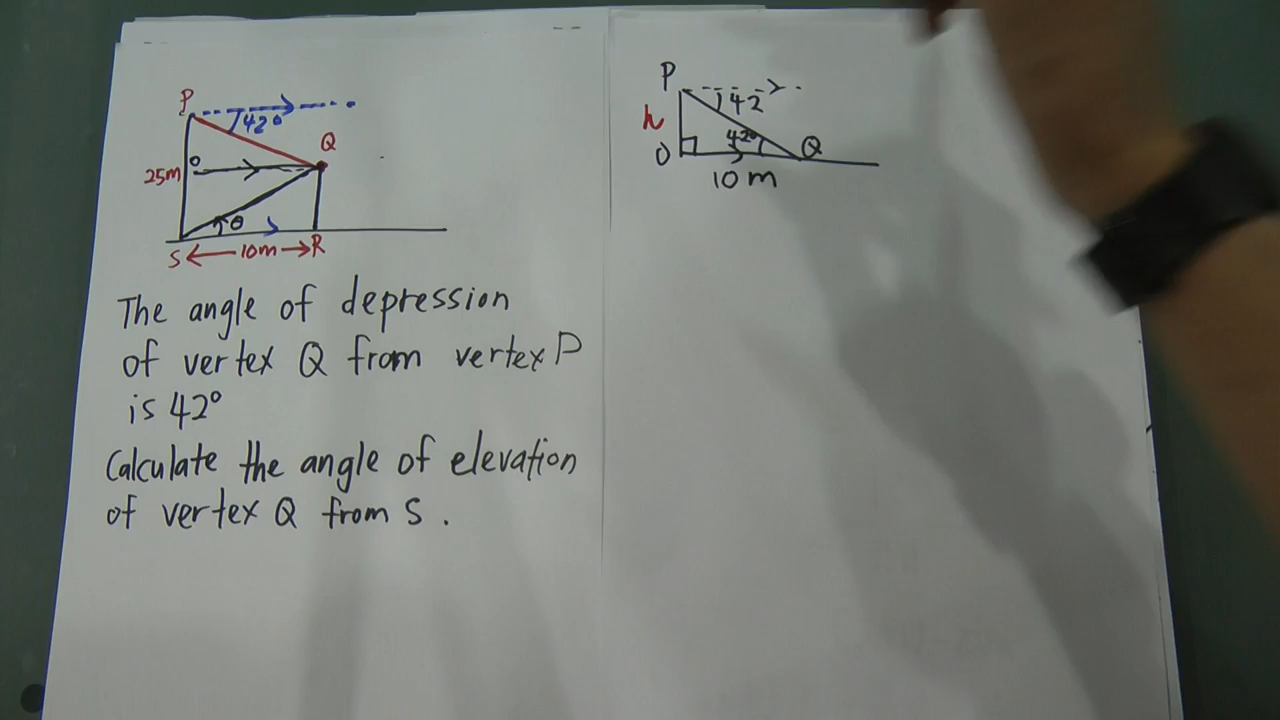 P
42°
Q
O
25m
θ
S 10m R
The angle of depression
of vertex Q from vertex P
is 42°
Calculate the angle of elevation
of vertex Q from S.
P
42
h
42°
O Q
10 m